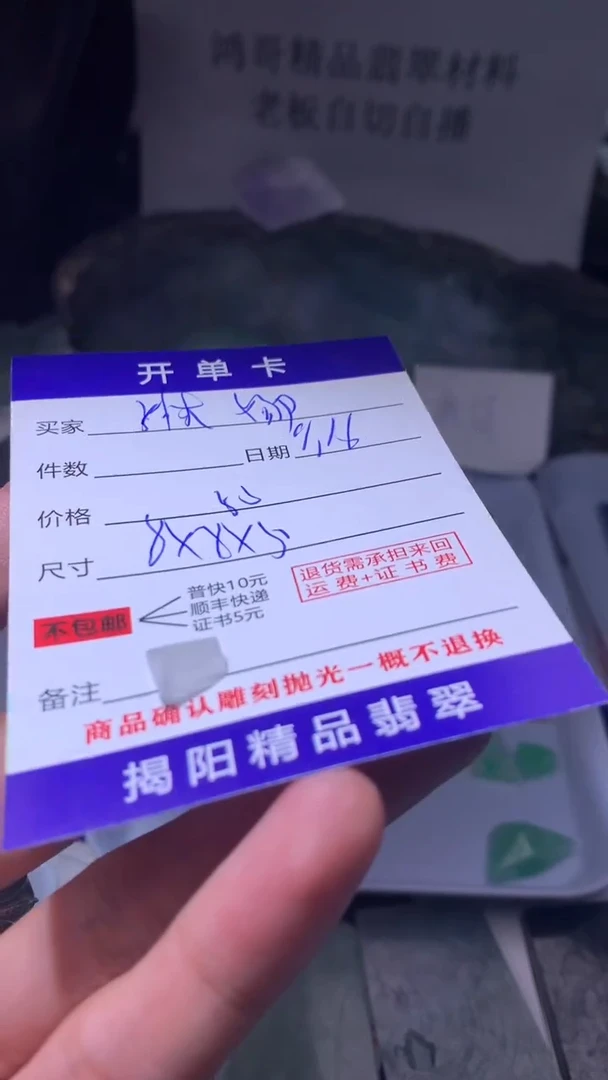 鸿哥精品翡翠材料
老板自切自播
开单卡
买家
件数 日期
价格
尺寸 8X8X5
退货需承担来回
运费+证书费
不包邮
普快10元
顺丰快递
证书5元
备注
商品确认雕刻抛光一概不退换
揭阳精品翡翠